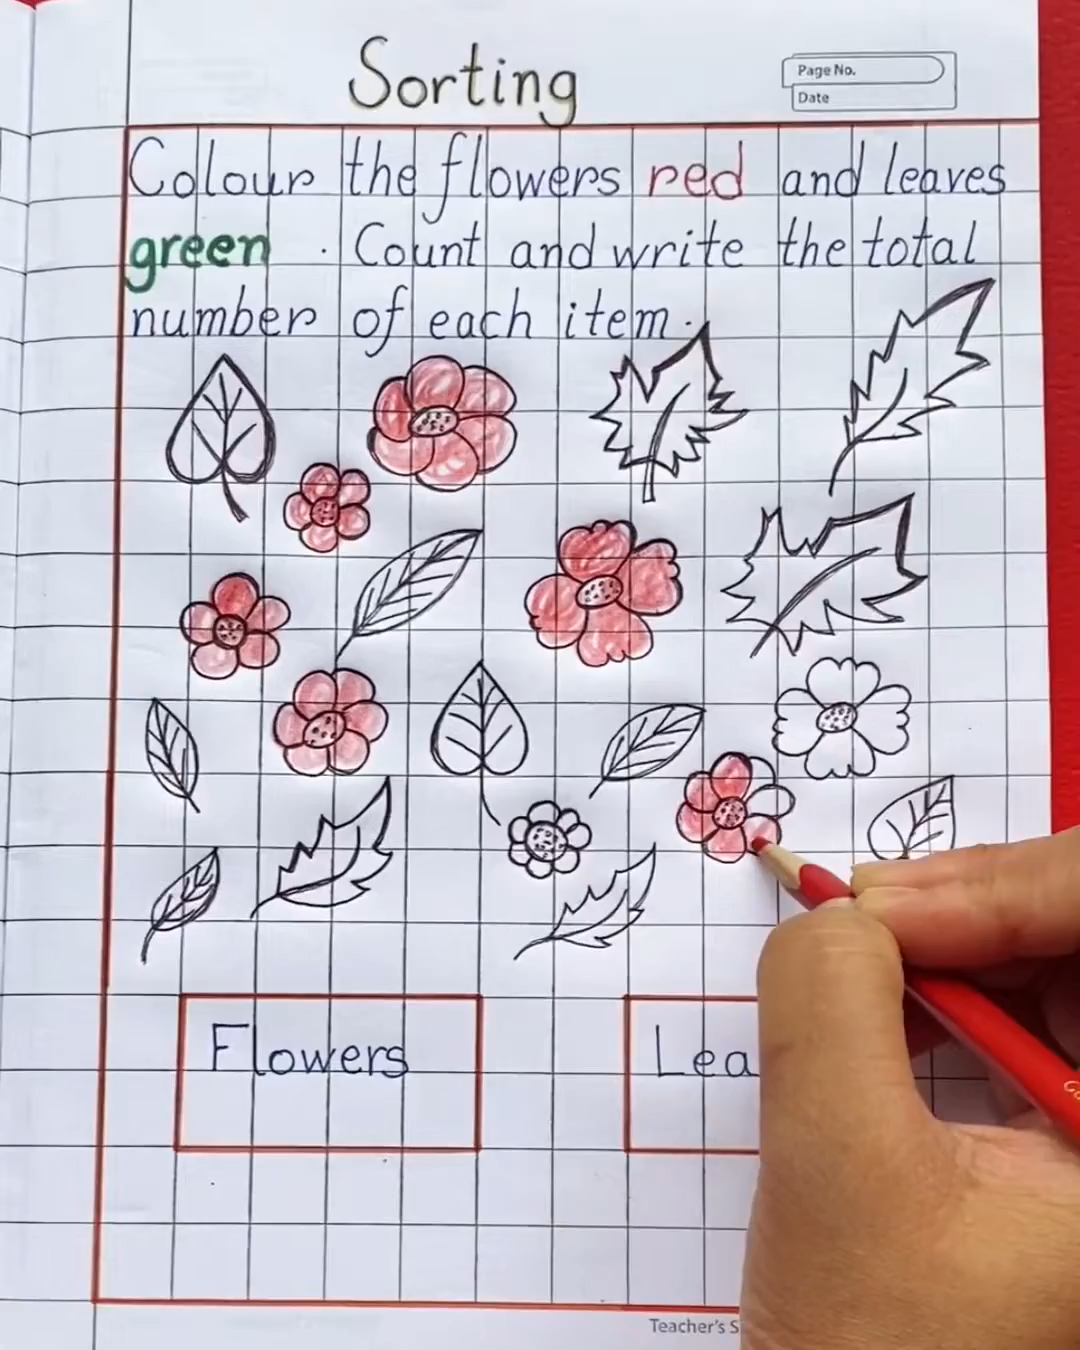 Sorting
Page No.
Date
Colour the flowers red and leaves
green . Count and write the total
number of each item.
Flowers
Lea
Teacher's S